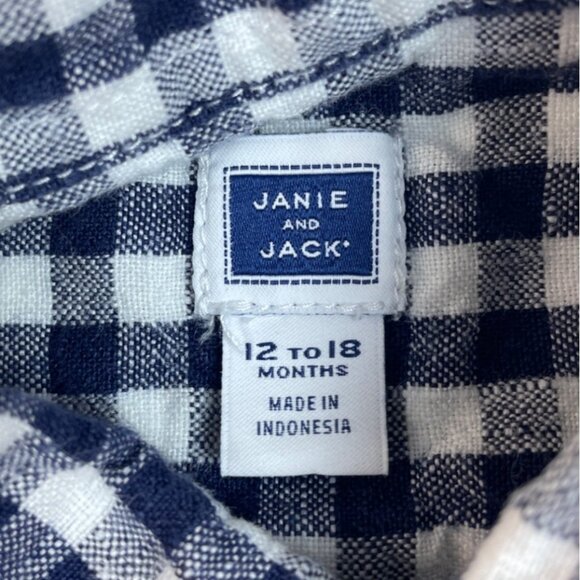 JANIE
AND
JACK®
12 TO 18
MONTHS
MADE IN
INDONESIA